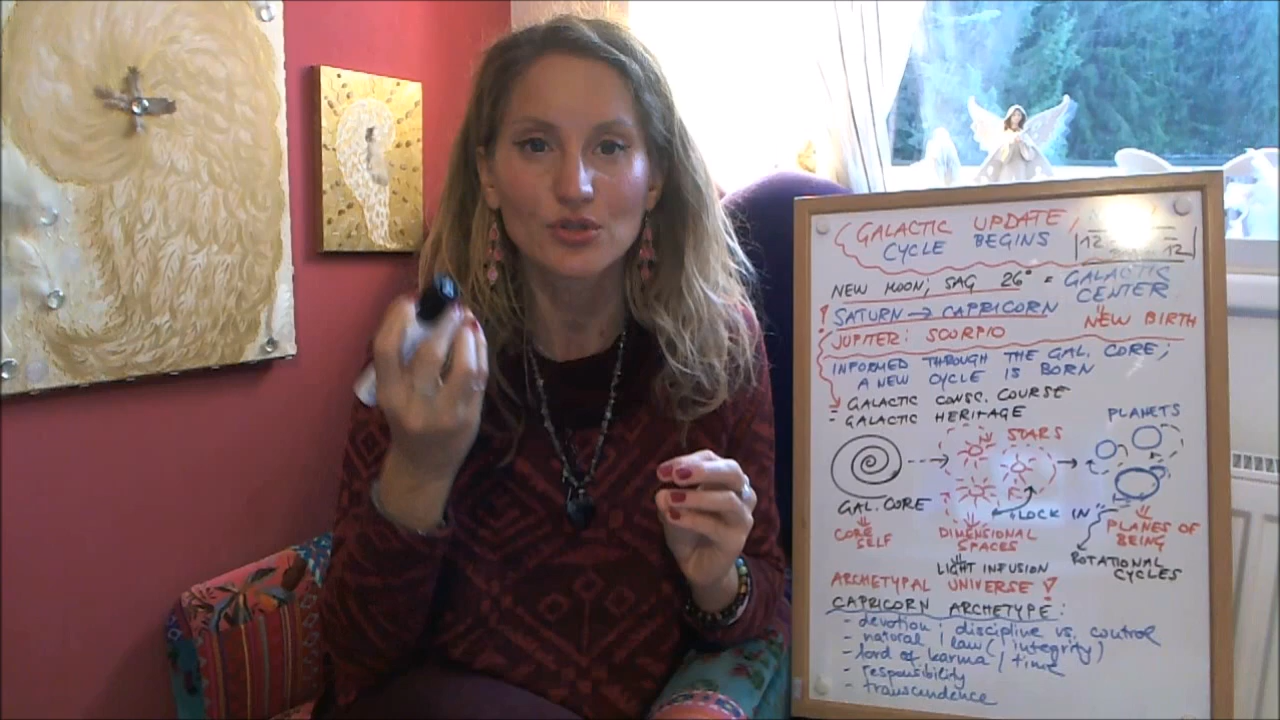 GALACTIC UPDATE /
CYCLE BEGINS
12 12
NEW MOON; SAG 26° = GALACTIC
CENTER
! SATURN → CAPRICORN
NEW BIRTH
JUPITER: SCORPIO
INFORMED THROUGH THE GAL. CORE;
A NEW CYCLE IS BORN
- GALACTIC CONSC. COURSE
- GALACTIC HERITAGE
PLANETS
STARS
GAL. CORE
LOCK IN
CORE
SELF
DIMENSIONAL
SPACES
PLANES OF
BEING
LIGHT INFUSION
ROTATIONAL
CYCLES
ARCHETYPAL UNIVERSE !
CAPRICORN ARCHETYPE:
- devotion / discipline vs. control
- natural / law ( integrity )
- lord of karma / time
- responsibility
- transcendence